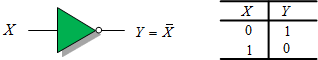 X Y = X̄
X Y
0 1
1 0